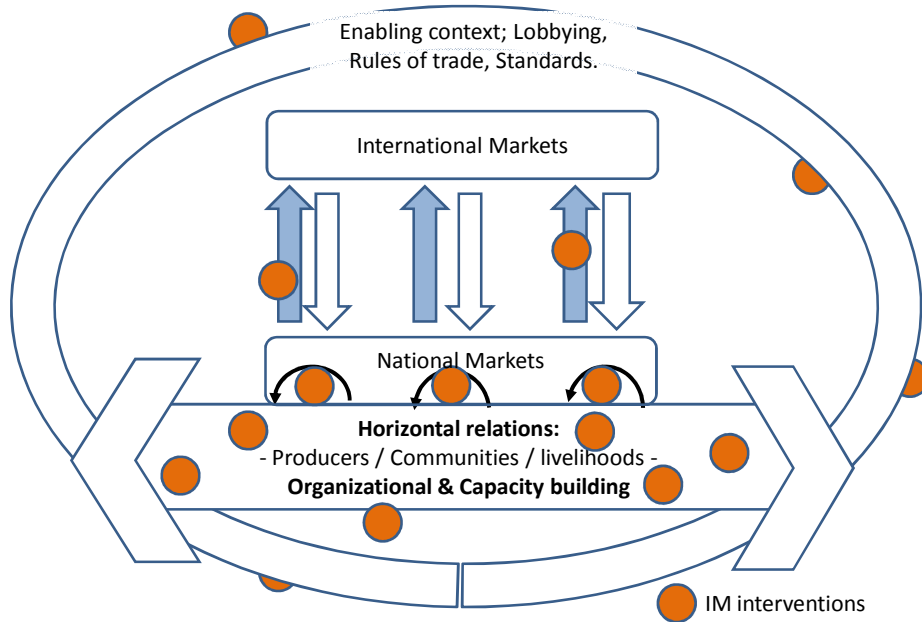 Enabling context; Lobbying,
Rules of trade, Standards.
International Markets
National Markets
Horizontal relations:
- Producers / Communities / livelihoods -
Organizational & Capacity building
IM interventions